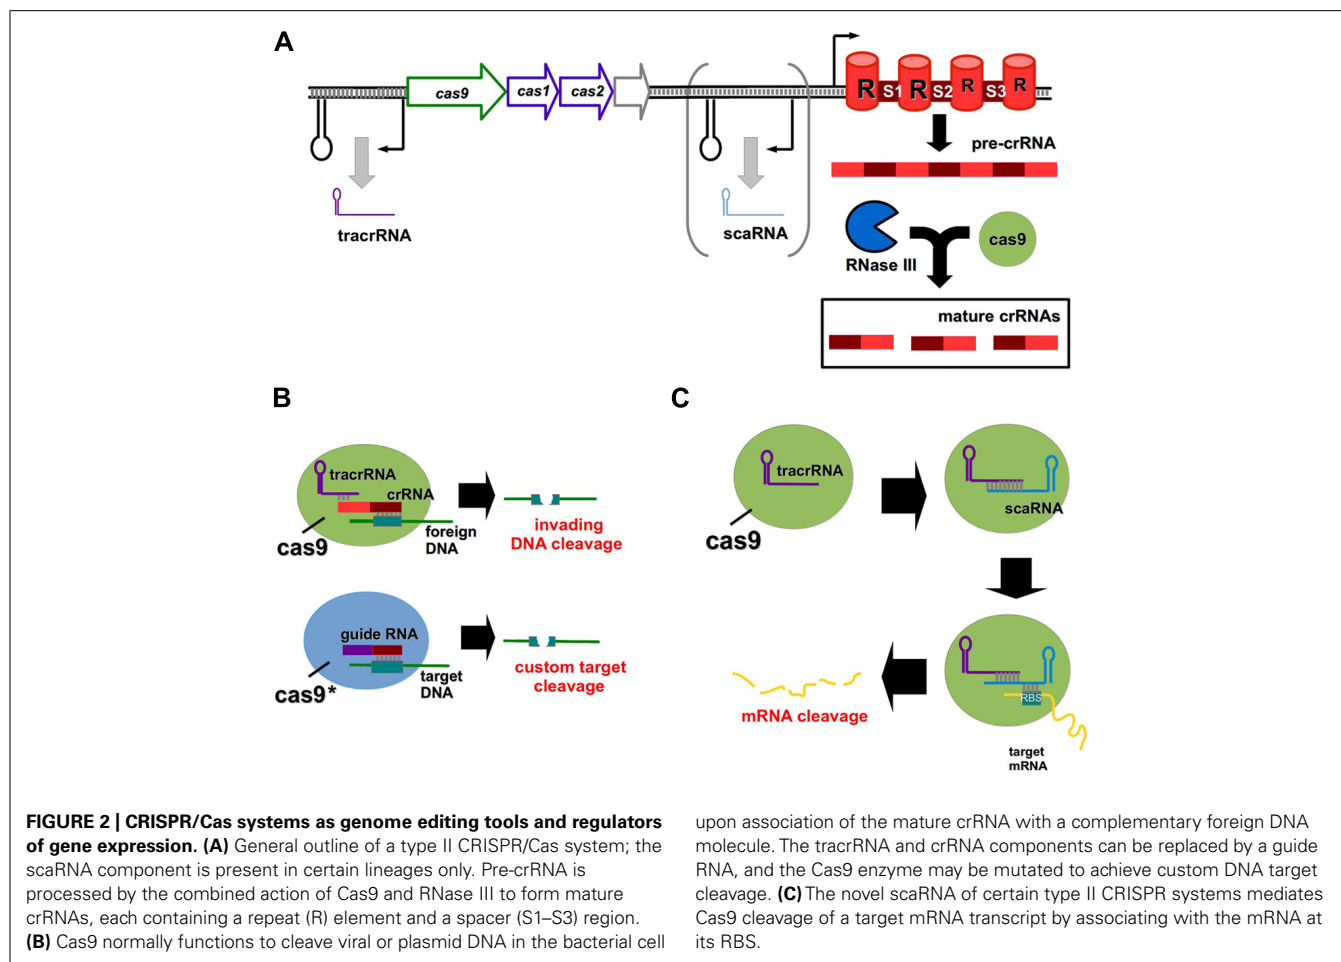 A
cas9
cas1
cas2
R S1 R S2 R S3 R
tracrRNA
scaRNA
pre-crRNA
RNase III
cas9
mature crRNAs
B
tracrRNA
crRNA
foreign
DNA
cas9
invading
DNA cleavage
guide RNA
target
DNA
cas9*
custom target
cleavage
C
tracrRNA
cas9
scaRNA
RBS
target
mRNA
mRNA cleavage
FIGURE 2 | CRISPR/Cas systems as genome editing tools and regulators
of gene expression. (A) General outline of a type II CRISPR/Cas system; the
scaRNA component is present in certain lineages only. Pre-crRNA is
processed by the combined action of Cas9 and RNase III to form mature
crRNAs, each containing a repeat (R) element and a spacer (S1–S3) region.
(B) Cas9 normally functions to cleave viral or plasmid DNA in the bacterial cell
upon association of the mature crRNA with a complementary foreign DNA
molecule. The tracrRNA and crRNA components can be replaced by a guide
RNA, and the Cas9 enzyme may be mutated to achieve custom DNA target
cleavage. (C) The novel scaRNA of certain type II CRISPR systems mediates
Cas9 cleavage of a target mRNA transcript by associating with the mRNA at
its RBS.